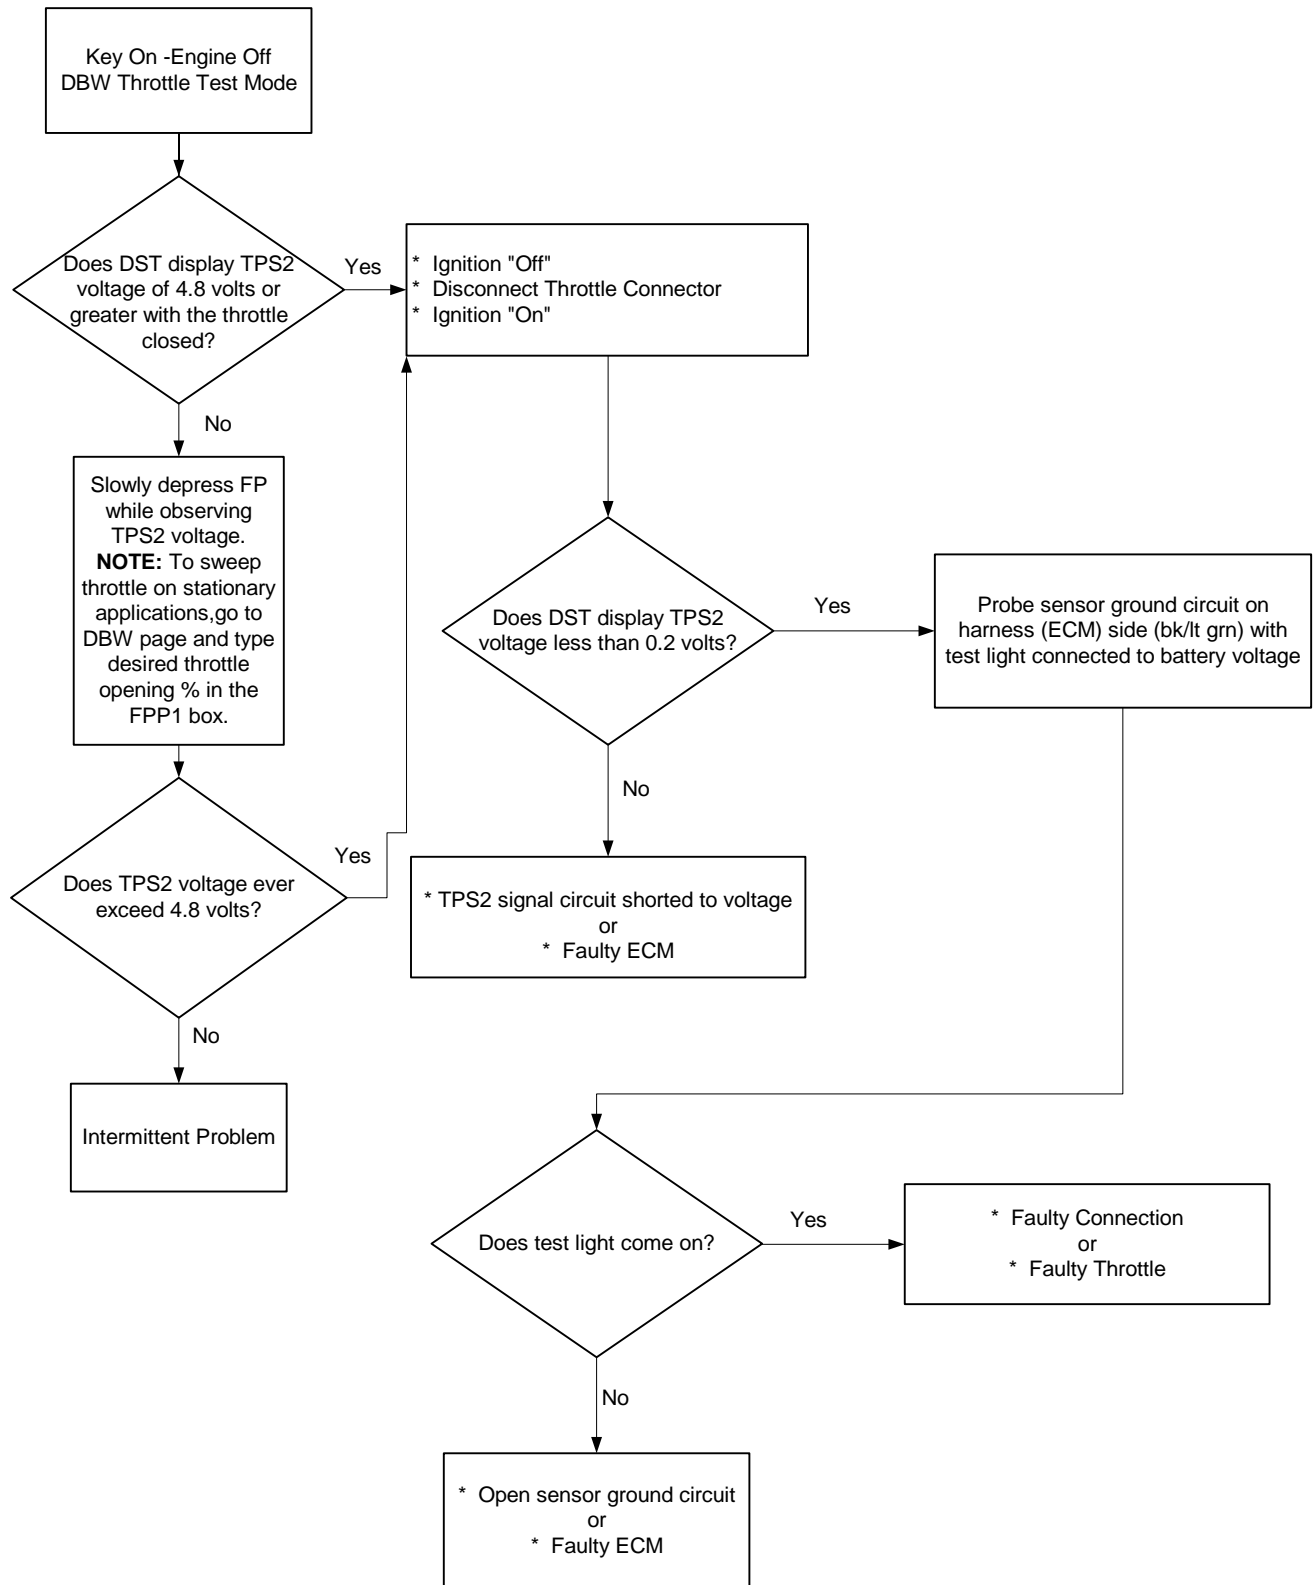 Key On -Engine Off
DBW Throttle Test Mode
Does DST display TPS2
voltage of 4.8 volts or
greater with the throttle
closed?
Yes
* Ignition "Off"
* Disconnect Throttle Connector
* Ignition "On"
No
Slowly depress FP
while observing
TPS2 voltage.
NOTE: To sweep
throttle on stationary
applications,go to
DBW page and type
desired throttle
opening % in the
FPP1 box.
Does DST display TPS2
voltage less than 0.2 volts?
Yes
Probe sensor ground circuit on
harness (ECM) side (bk/lt grn) with
test light connected to battery voltage
No
Does TPS2 voltage ever
exceed 4.8 volts?
Yes
* TPS2 signal circuit shorted to voltage
or
* Faulty ECM
No
Intermittent Problem
Does test light come on?
Yes
* Faulty Connection
or
* Faulty Throttle
No
* Open sensor ground circuit
or
* Faulty ECM